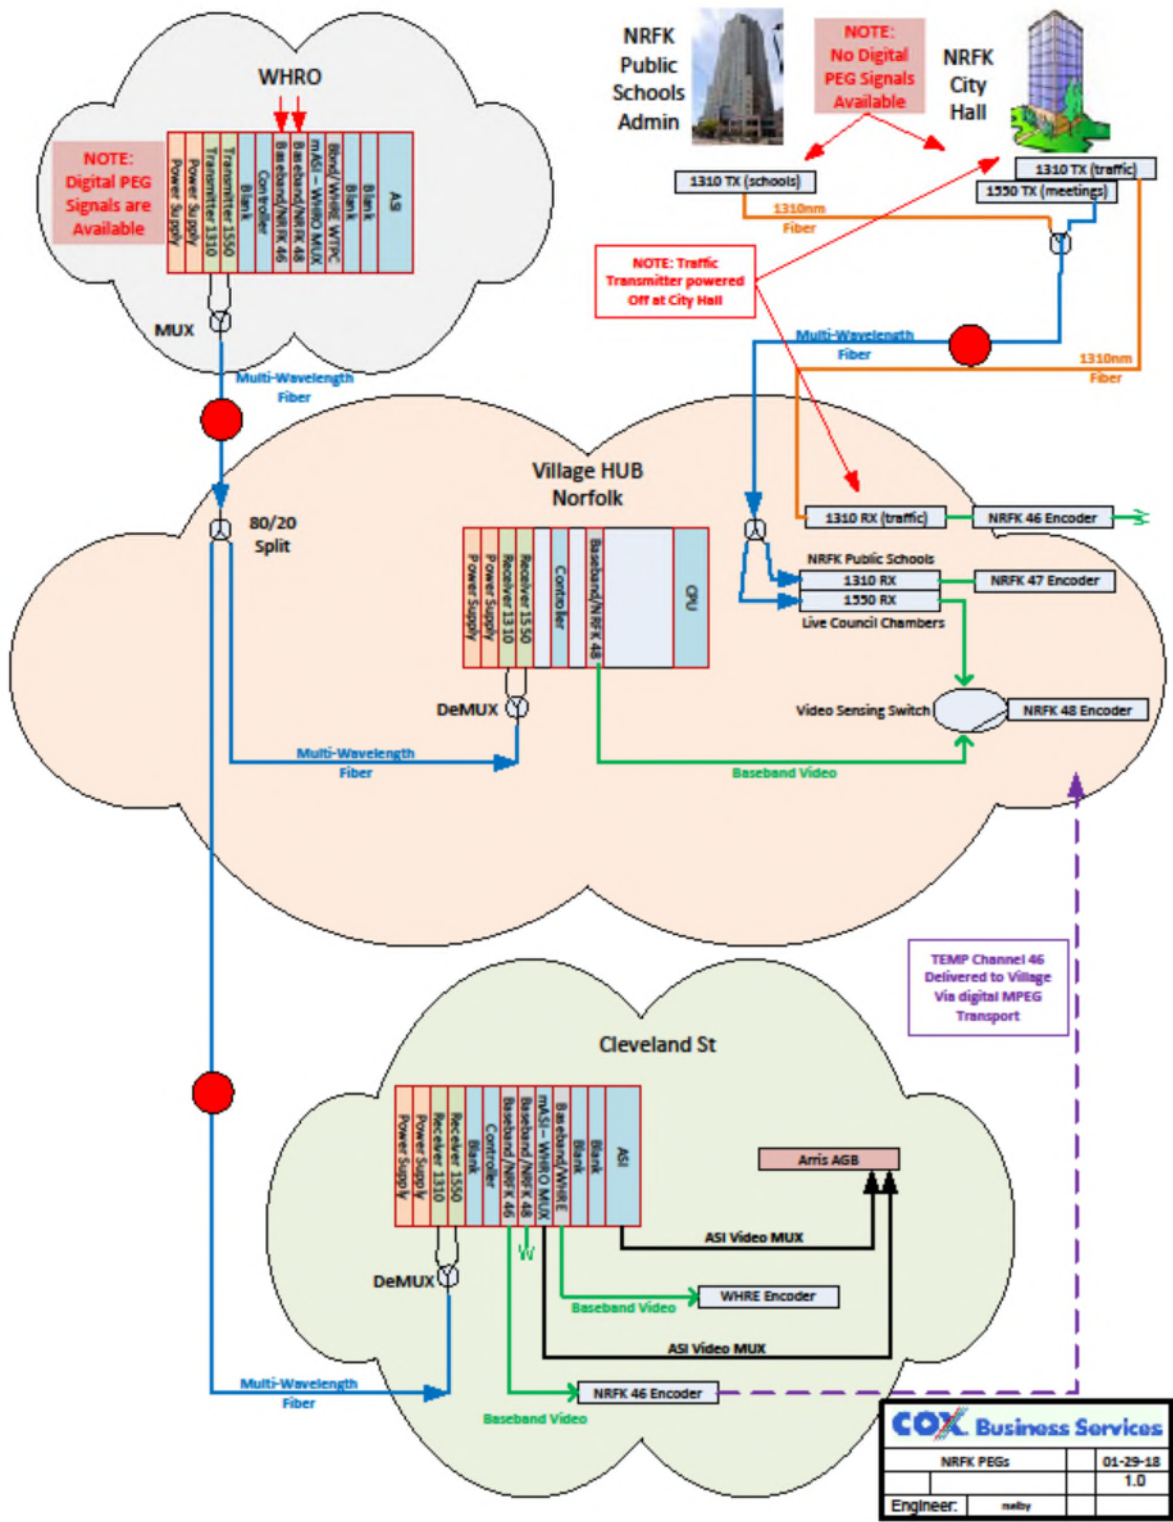 WHRO
NOTE:
Digital PEG
Signals are
Available
Power Supply
Power Supply
Transmitter 1310
Transmitter 1550
Blank
Controller
Baseband/NRFK 46
Baseband/NRFK 48
mASI – WHRO MUX
Bbnd/WHRE WTPC
Blank
Blank
ASI
MUX
Multi-Wavelength
Fiber
NRFK
Public
Schools
Admin
NOTE:
No Digital
PEG Signals
Available
NRFK
City
Hall
1310 TX (schools)
1310 TX (traffic)
1550 TX (meetings)
1310nm
Fiber
NOTE: Traffic
Transmitter powered
Off at City Hall
Multi-Wavelength
Fiber
1310nm
Fiber
Village HUB
Norfolk
80/20
Split
Power Supply
Power Supply
Receiver 1310
Receiver 1550
Controller
Baseband/NRFK 48
CPU
DeMUX
Multi-Wavelength
Fiber
Baseband Video
1310 RX (traffic)
NRFK 46 Encoder
NRFK Public Schools
1310 RX
NRFK 47 Encoder
1550 RX
Live Council Chambers
Video Sensing Switch
NRFK 48 Encoder
TEMP Channel 46
Delivered to Village
Via digital MPEG
Transport
Cleveland St
Power Supply
Power Supply
Receiver 1310
Receiver 1550
Blank
Controller
Baseband/NRFK 46
Baseband/NRFK 48
mASI – WHRO MUX
Baseband/WHRE
Blank
Blank
ASI
Arris AGB
ASI Video MUX
DeMUX
WHRE Encoder
Baseband Video
ASI Video MUX
Multi-Wavelength
Fiber
NRFK 46 Encoder
Baseband Video
COX Business Services
NRFK PEGs
01-29-18
1.0
Engineer:
melby